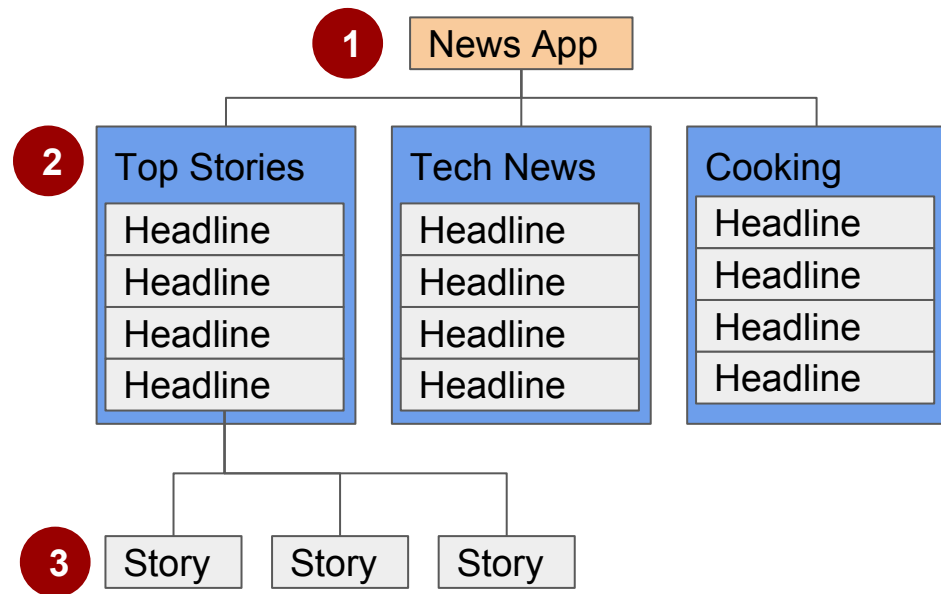 1
News App
2
Top Stories
Headline
Headline
Headline
Headline
Tech News
Headline
Headline
Headline
Headline
Cooking
Headline
Headline
Headline
Headline
3
Story
Story
Story